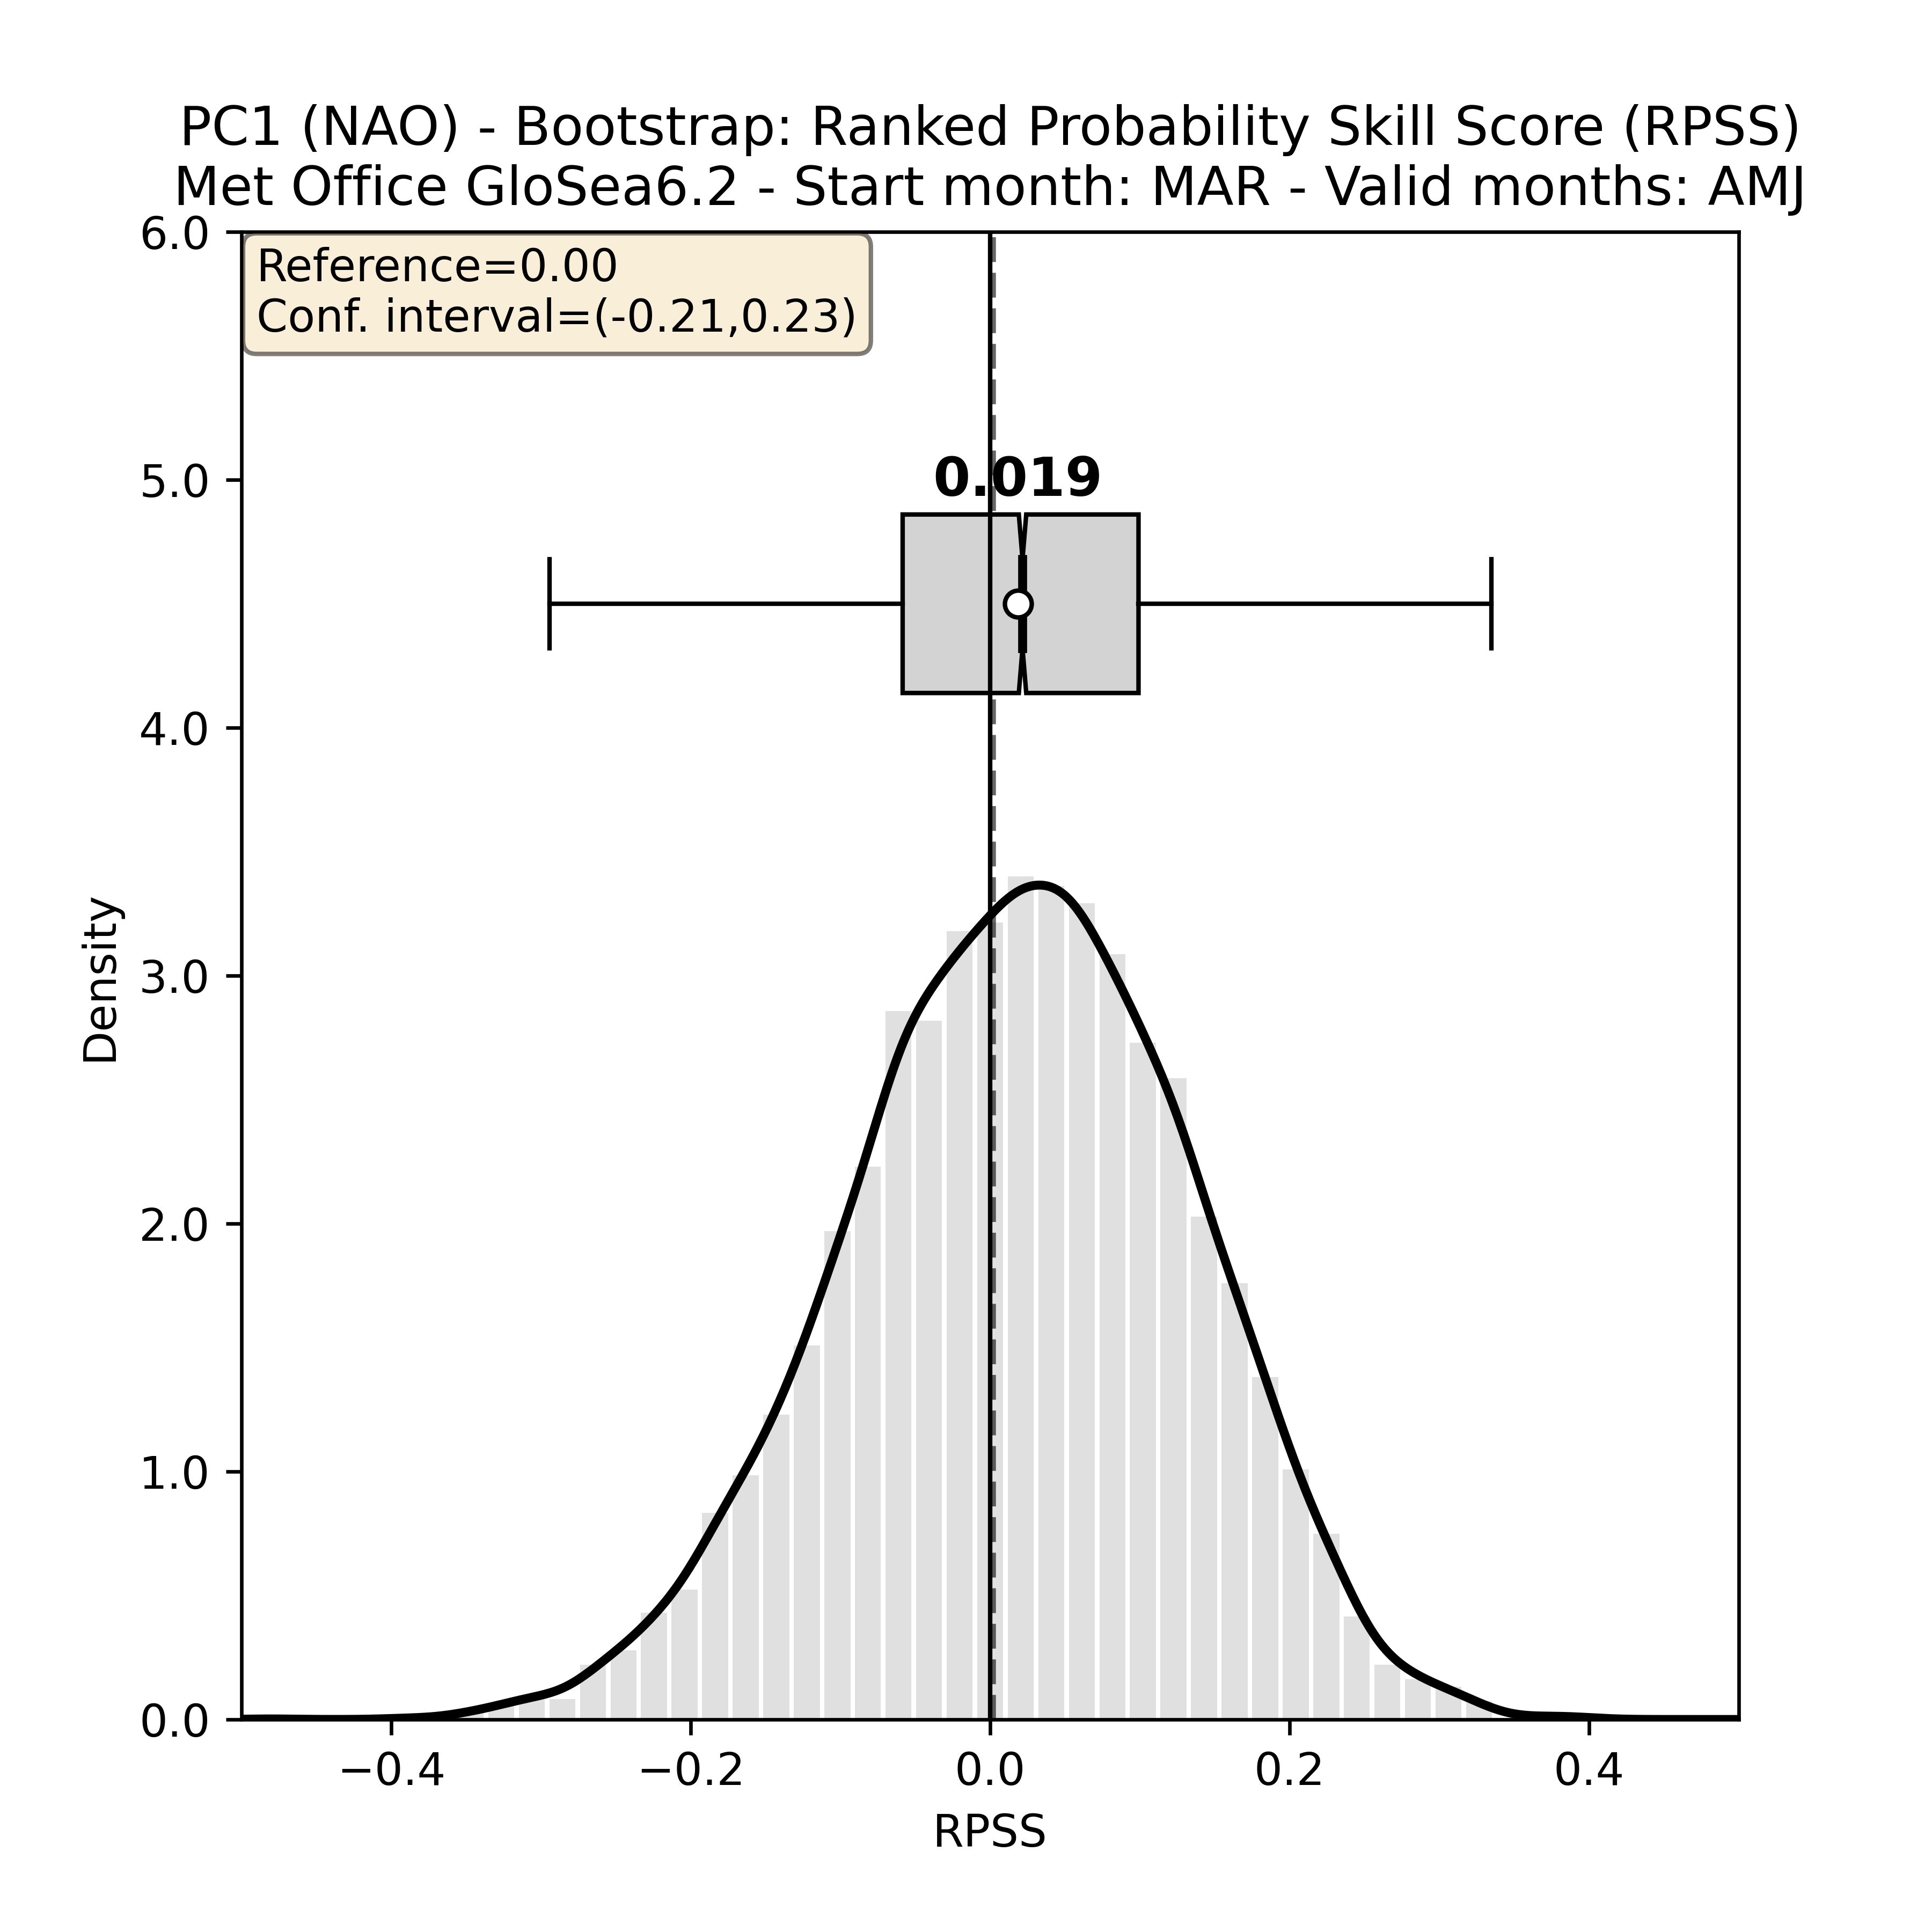 PC1 (NAO) - Bootstrap: Ranked Probability Skill Score (RPSS)
Met Office GloSea6.2 - Start month: MAR - Valid months: AMJ
Reference=0.00
Conf. interval=(-0.21,0.23)
0.019
6.0
5.0
4.0
3.0
2.0
1.0
0.0
Density
−0.4
−0.2
0.0
0.2
0.4
RPSS